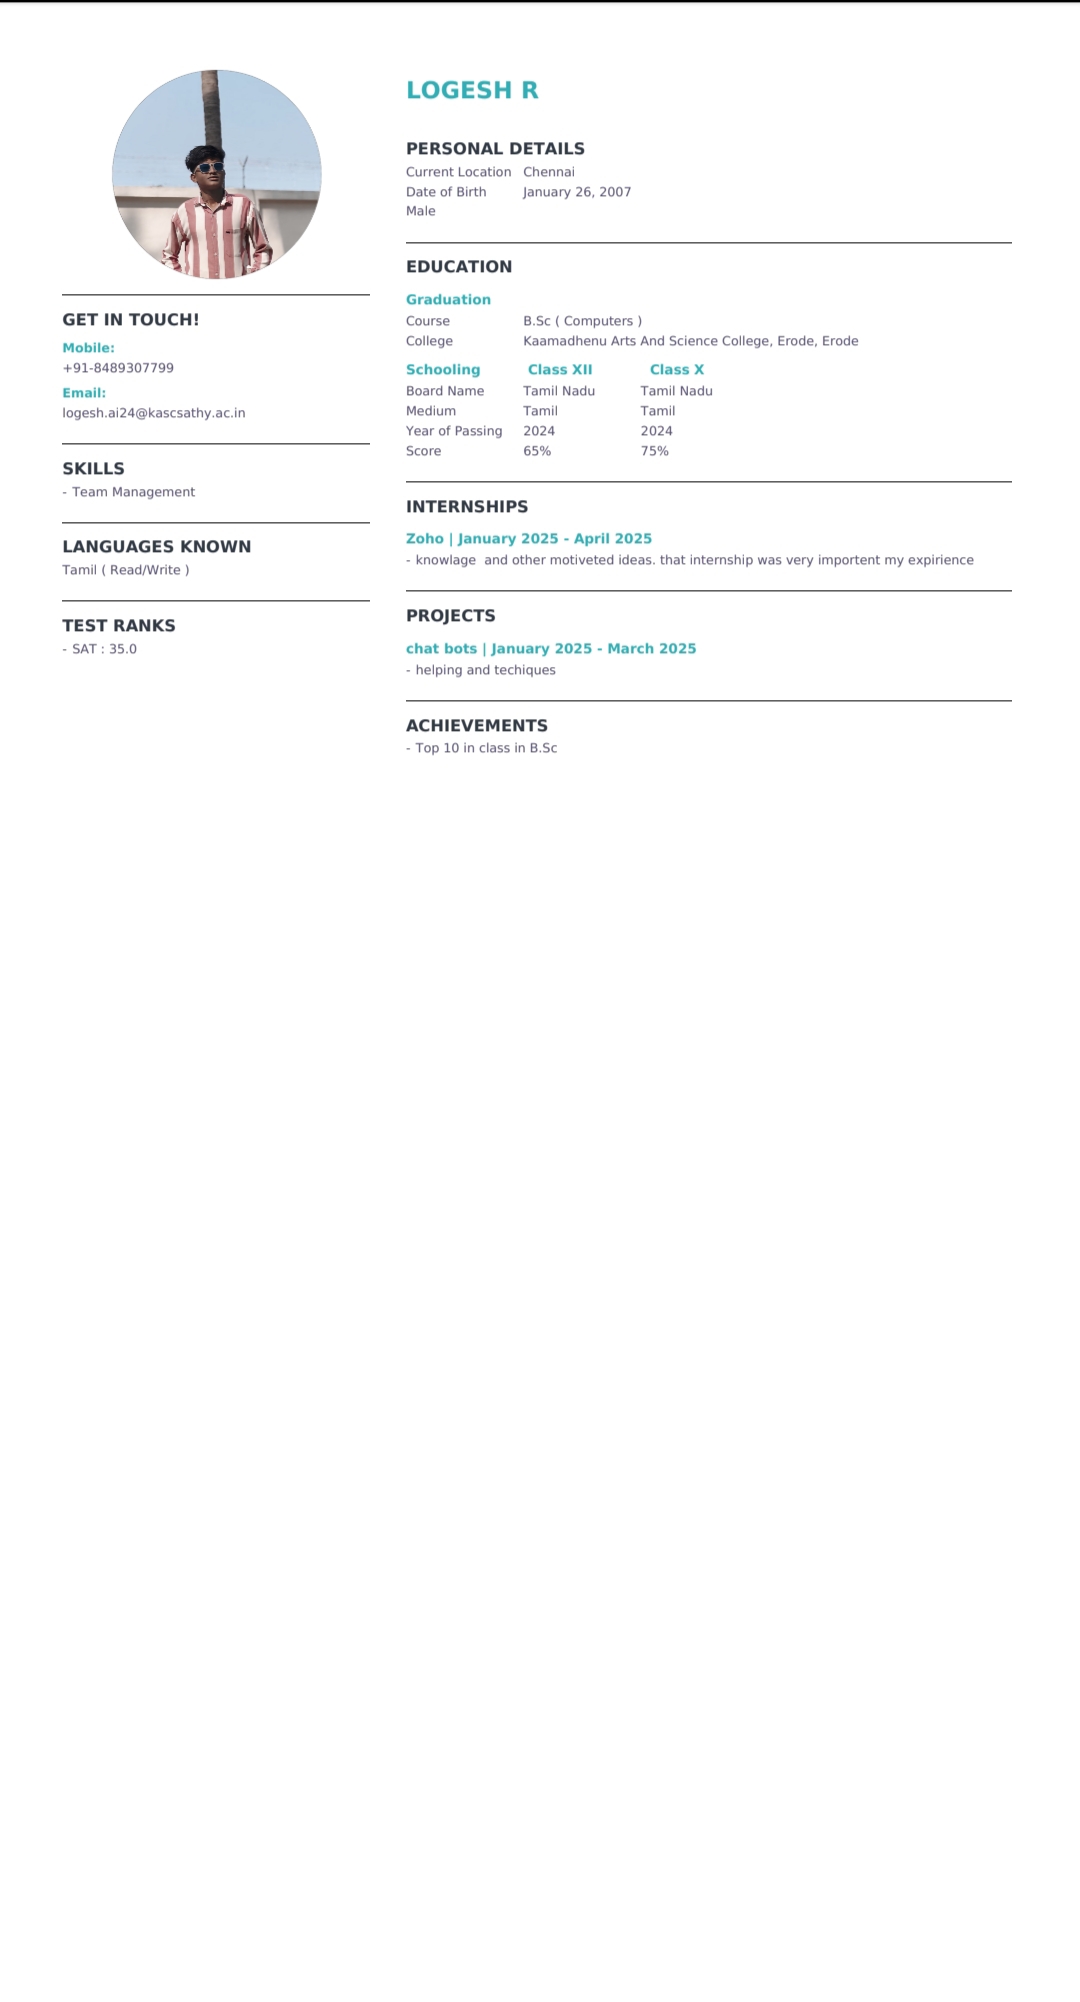 LOGESH R
PERSONAL DETAILS
Current Location Chennai
Date of Birth January 26, 2007
Male
EDUCATION
Graduation
Course B.Sc ( Computers )
College Kaamadhenu Arts And Science College, Erode, Erode
Schooling Class XII Class X
Board Name Tamil Nadu Tamil Nadu
Medium Tamil Tamil
Year of Passing 2024 2024
Score 65% 75%
INTERNSHIPS
Zoho | January 2025 - April 2025
- knowlage  and other motiveted ideas. that internship was very importent my expirience
PROJECTS
chat bots | January 2025 - March 2025
- helping and techiques
ACHIEVEMENTS
- Top 10 in class in B.Sc
GET IN TOUCH!
Mobile:
+91-8489307799
Email:
logesh.ai24@kascsathy.ac.in
SKILLS
- Team Management
LANGUAGES KNOWN
Tamil ( Read/Write )
TEST RANKS
- SAT : 35.0